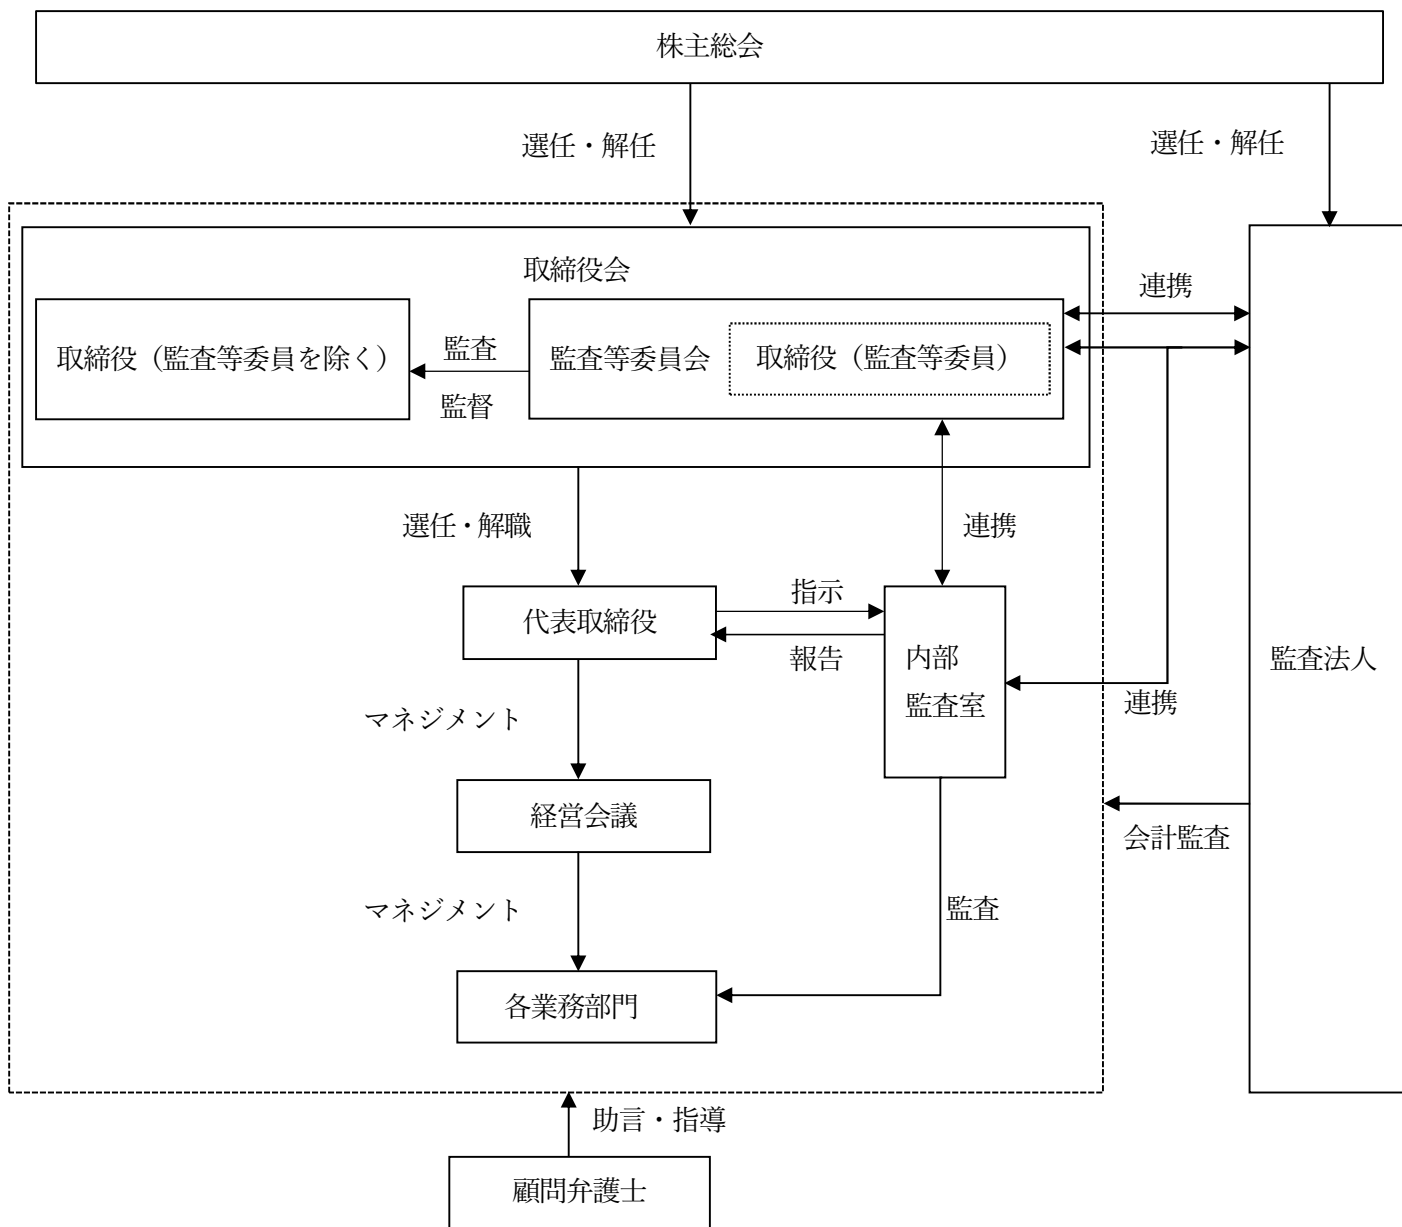 株主総会
選任・解任
選任・解任
取締役会
連携
取締役（監査等委員を除く）
監査
監督
監査等委員会
取締役（監査等委員）
選任・解職
連携
代表取締役
指示
報告
内部
監査室
監査法人
連携
マネジメント
経営会議
会計監査
マネジメント
監査
各業務部門
助言・指導
顧問弁護士